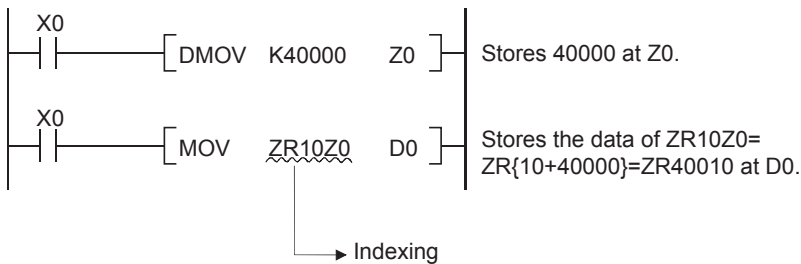 X0
DMOV K40000 Z0 Stores 40000 at Z0.
X0
MOV ZR10Z0 D0 Stores the data of ZR10Z0=
ZR{10+40000}=ZR40010 at D0.
Indexing